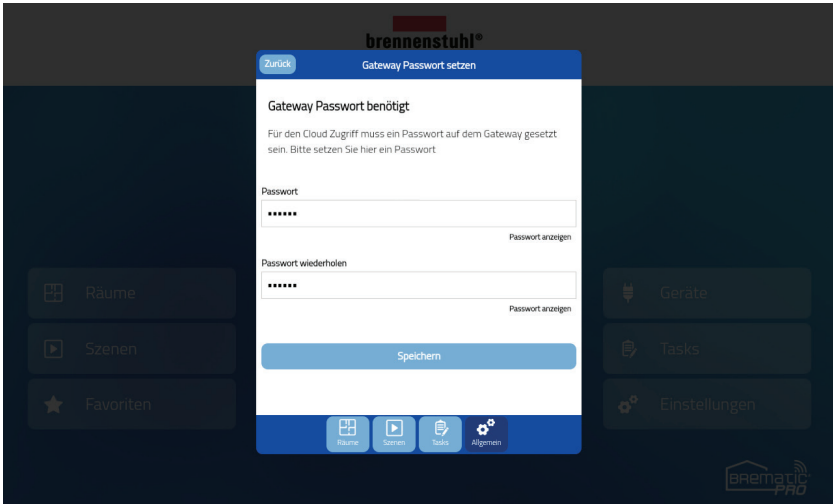 brennenstuhl®
Zurück
Gateway Passwort setzen
Gateway Passwort benötigt
Für den Cloud Zugriff muss ein Passwort auf dem Gateway gesetzt
sein. Bitte setzen Sie hier ein Passwort
Passwort
••••••
Passwort anzeigen
Passwort wiederholen
••••••
Passwort anzeigen
Speichern
Räume
Szenen
Favoriten
Geräte
Tasks
Einstellungen
Räume
Szenen
Tasks
Allgemein
BREMATIC
PRO